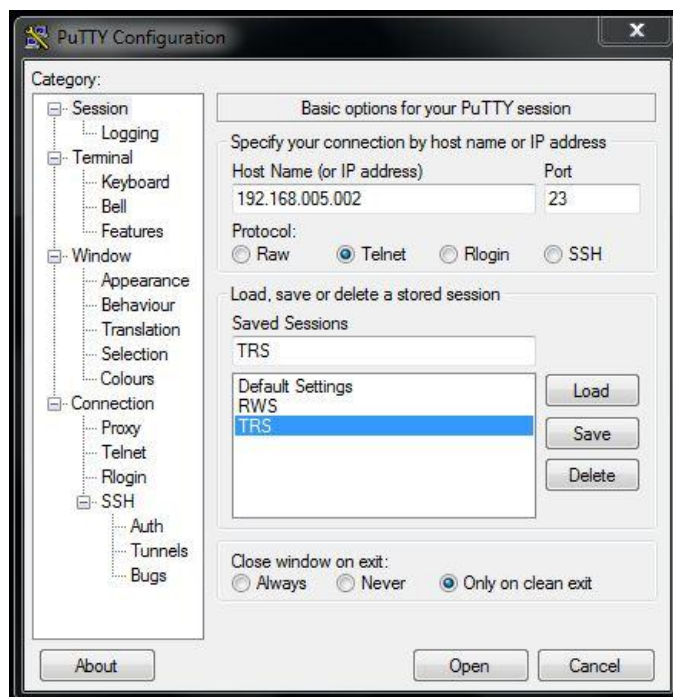 PuTTY Configuration
x
Category:
Session
Logging
Terminal
Keyboard
Bell
Features
Window
Appearance
Behaviour
Translation
Selection
Colours
Connection
Proxy
Telnet
Rlogin
SSH
Auth
Tunnels
Bugs
Basic options for your PuTTY session
Specify your connection by host name or IP address
Host Name (or IP address) Port
192.168.005.002 23
Protocol:
Raw Telnet Rlogin SSH
Load, save or delete a stored session
Saved Sessions
TRS
Default Settings
RWS
TRS
Load
Save
Delete
Close window on exit:
Always Never Only on clean exit
About Open Cancel